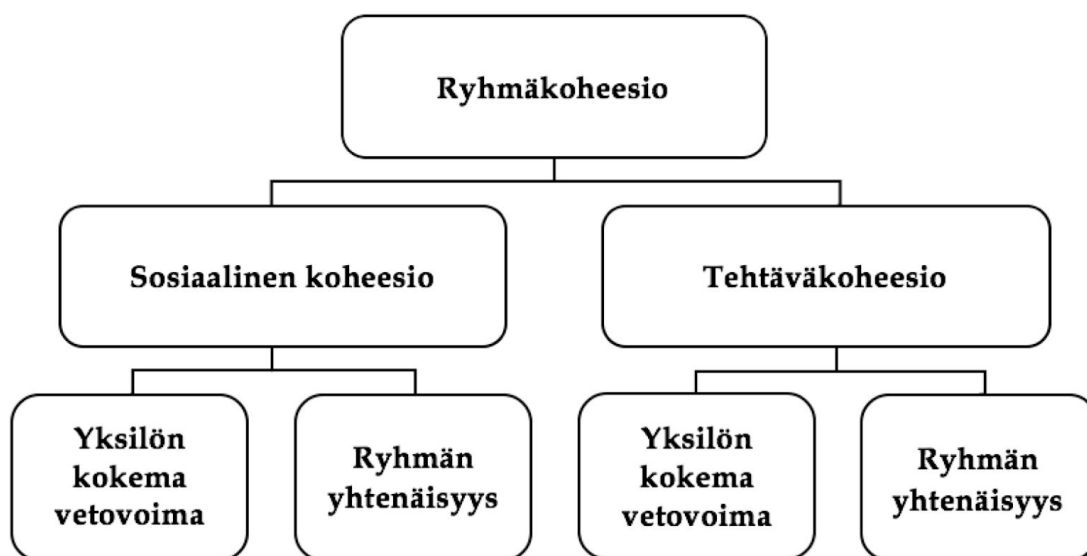 Ryhmäkoheesio
Sosiaalinen koheesio
Tehtäväkoheesio
Yksilön
kokema
vetovoima
Ryhmän
yhtenäisyys
Yksilön
kokema
vetovoima
Ryhmän
yhtenäisyys